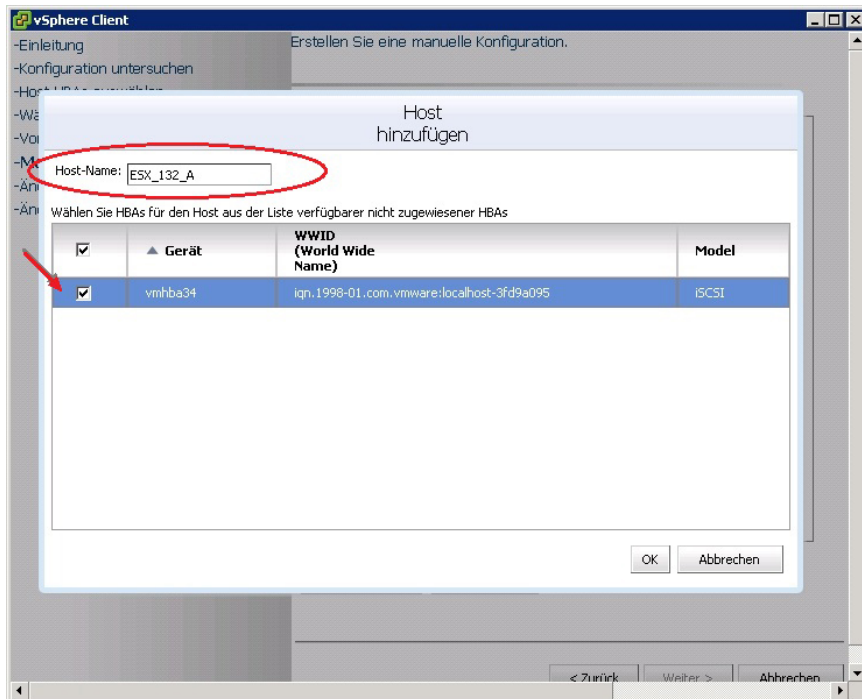 vSphere Client
-Einleitung
Erstellen Sie eine manuelle Konfiguration.
-Konfiguration untersuchen
Host
hinzufügen
Host-Name: ESX_132_A
Wählen Sie HBAs für den Host aus der Liste verfügbarer nicht zugewiesener HBAs
Gerät
WWID
(World Wide
Name)
Model
vmhba34
iqn.1998-01.com.vmware:localhost-3fd9a095
iSCSI
OK
Abbrechen
< Zurück
Weiter >
Abbrechen